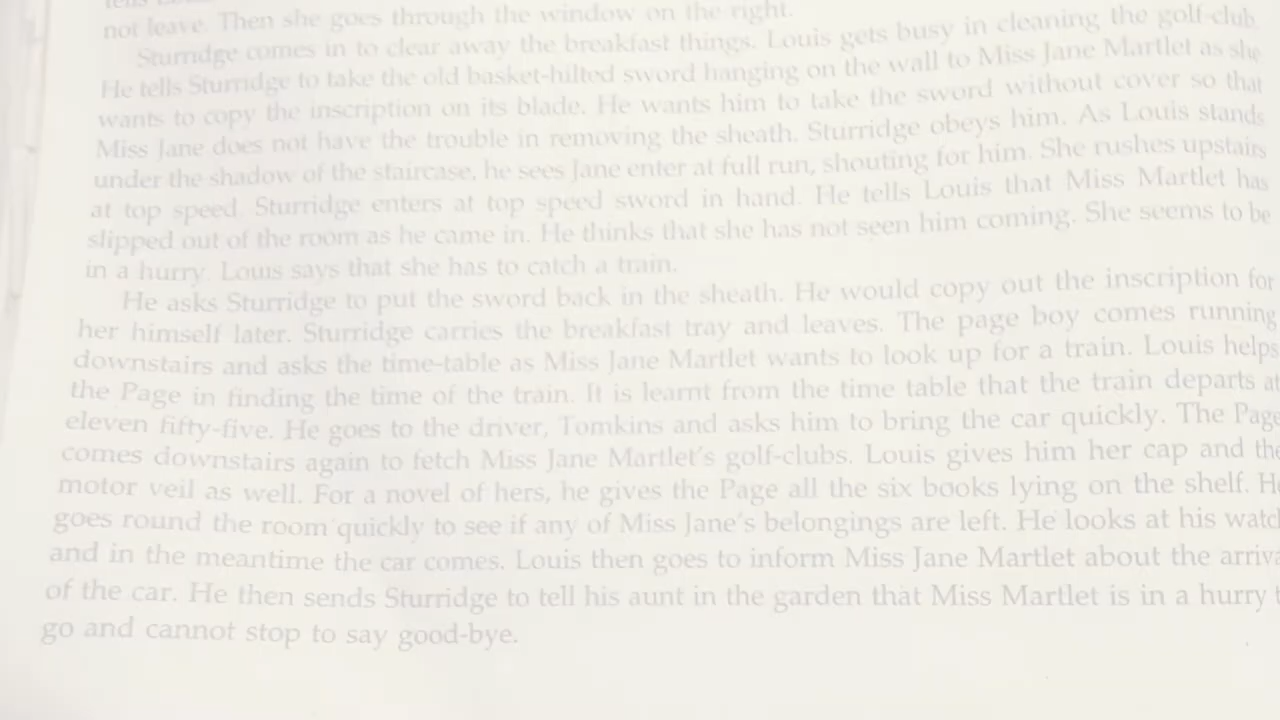 not leave. Then she goes through the window on the right.
Sturridge comes in to clear away the breakfast things. Louis gets busy in cleaning the golf-club.
He tells Sturridge to take the old basket-hilted sword hanging on the wall to Miss Jane Martlet as she
wants to copy the inscription on its blade. He wants him to take the sword without cover so that
Miss Jane does not have the trouble in removing the sheath. Sturridge obeys him. As Louis stands
under the shadow of the staircase, he sees Jane enter at full run, shouting for him. She rushes upstairs
at top speed. Sturridge enters at top speed sword in hand. He tells Louis that Miss Martlet has
slipped out of the room as he came in. He thinks that she has not seen him coming. She seems to be
in a hurry. Louis says that she has to catch a train.
He asks Sturridge to put the sword back in the sheath. He would copy out the inscription for
her himself later. Sturridge carries the breakfast tray and leaves. The page boy comes running
downstairs and asks the time-table as Miss Jane Martlet wants to look up for a train. Louis helps
the Page in finding the time of the train. It is learnt from the time table that the train departs at
eleven fifty-five. He goes to the driver, Tomkins and asks him to bring the car quickly. The Page
comes downstairs again to fetch Miss Jane Martlet's golf-clubs. Louis gives him her cap and the
motor veil as well. For a novel of hers, he gives the Page all the six books lying on the shelf. He
goes round the room quickly to see if any of Miss Jane's belongings are left. He looks at his watc
and in the meantime the car comes. Louis then goes to inform Miss Jane Martlet about the arriva
of the car. He then sends Sturridge to tell his aunt in the garden that Miss Martlet is in a hurry t
go and cannot stop to say good-bye.